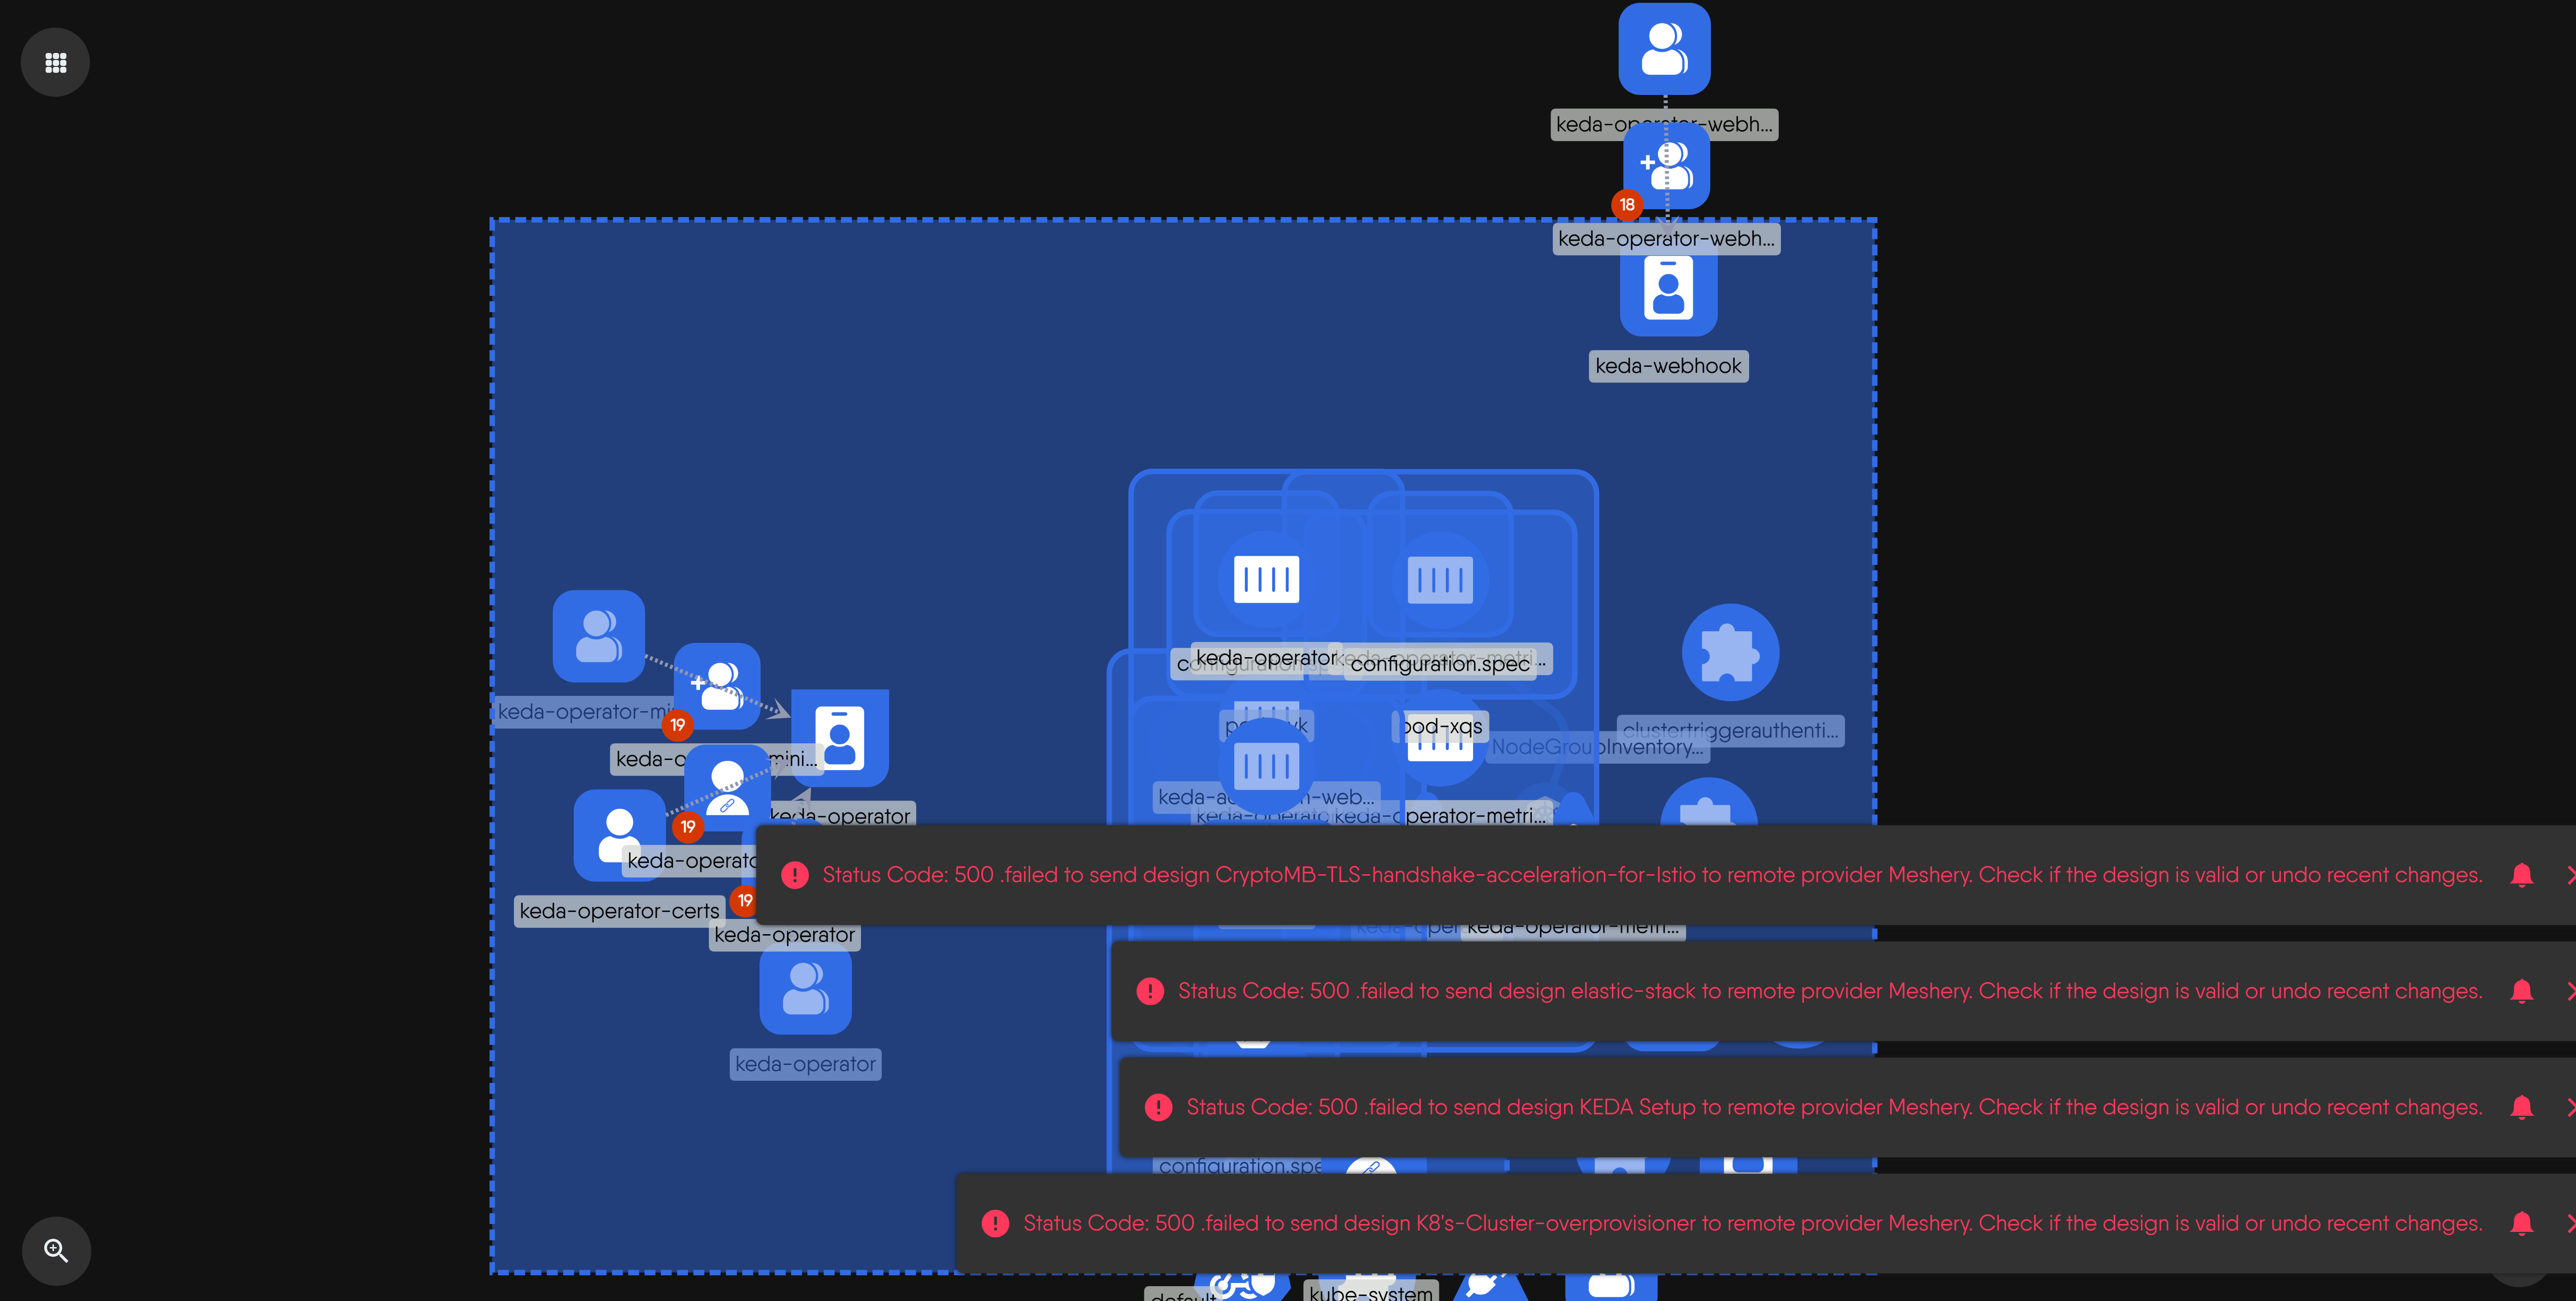 keda-operator-webh...
18
keda-operator-webh...
keda-webhook
keda-operator
configuration.spec
keda-operator-mi
19
pod-xqs
clustertriggerauthenti...
NodeGroupInventory...
mini...
keda-operator
keda-operator-metri...
19
keda-operato
Status Code: 500 .failed to send design CryptoMB-TLS-handshake-acceleration-for-Istio to remote provider Meshery. Check if the design is valid or undo recent changes.
19
keda-operator-certs
keda-operator
Status Code: 500 .failed to send design elastic-stack to remote provider Meshery. Check if the design is valid or undo recent changes.
keda-operator
Status Code: 500 .failed to send design KEDA Setup to remote provider Meshery. Check if the design is valid or undo recent changes.
configuration.spe
Status Code: 500 .failed to send design K8's-Cluster-overprovisioner to remote provider Meshery. Check if the design is valid or undo recent changes.
default
kube-system